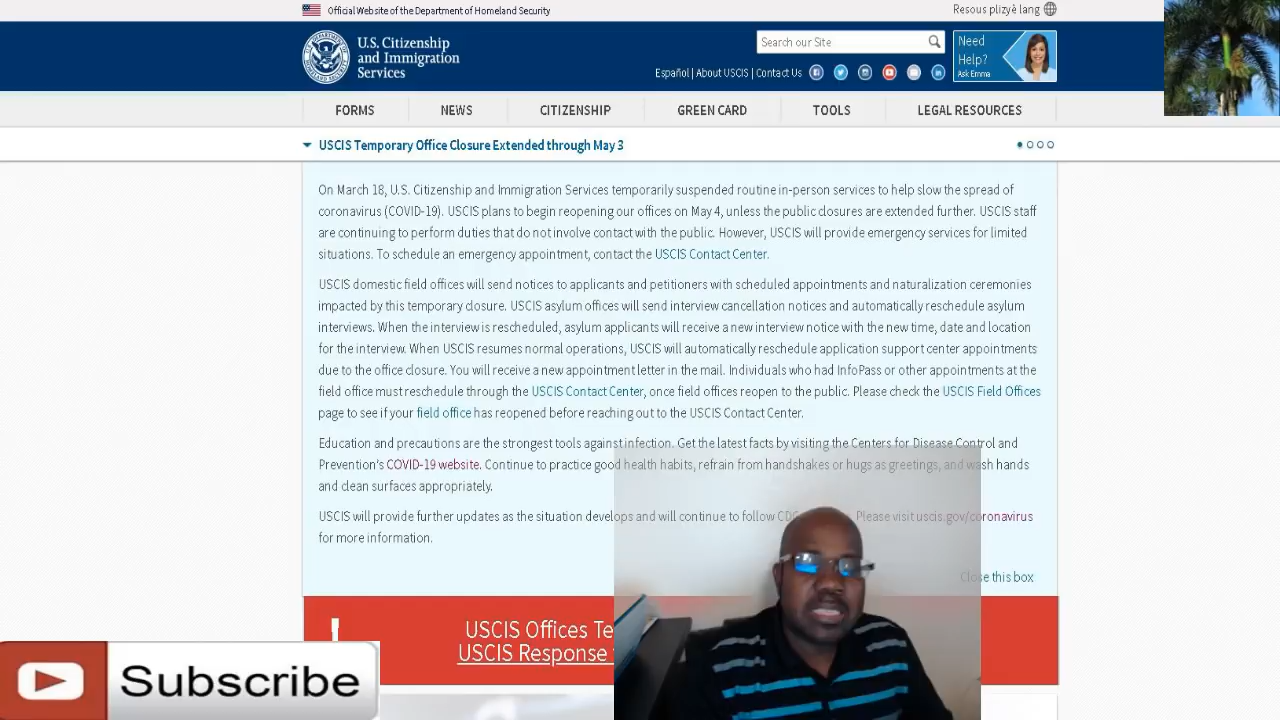 Official Website of the Department of Homeland Security
Resous plizyè lang
U.S. Citizenship
and Immigration
Services
Search our Site
Need
Help?
Ask Emma
Español | About USCIS | Contact Us
FORMS
NEWS
CITIZENSHIP
GREEN CARD
TOOLS
LEGAL RESOURCES
USCIS Temporary Office Closure Extended through May 3
On March 18, U.S. Citizenship and Immigration Services temporarily suspended routine in-person services to help slow the spread of
coronavirus (COVID-19). USCIS plans to begin reopening our offices on May 4, unless the public closures are extended further. USCIS staff
are continuing to perform duties that do not involve contact with the public. However, USCIS will provide emergency services for limited
situations. To schedule an emergency appointment, contact the USCIS Contact Center.
USCIS domestic field offices will send notices to applicants and petitioners with scheduled appointments and naturalization ceremonies
impacted by this temporary closure. USCIS asylum offices will send interview cancellation notices and automatically reschedule asylum
interviews. When the interview is rescheduled, asylum applicants will receive a new interview notice with the new time, date and location
for the interview. When USCIS resumes normal operations, USCIS will automatically reschedule application support center appointments
due to the office closure. You will receive a new appointment letter in the mail. Individuals who had InfoPass or other appointments at the
field office must reschedule through the USCIS Contact Center, once field offices reopen to the public. Please check the USCIS Field Offices
page to see if your field office has reopened before reaching out to the USCIS Contact Center.
Education and precautions are the strongest tools against infection. Get the latest facts by visiting the Centers for Disease Control and
Prevention's COVID-19 website. Continue to practice good health habits, refrain from handshakes or hugs as greetings, and wash hands
and clean surfaces appropriately.
USCIS will provide further updates as the situation develops and will continue to follow CDC Please visit uscis.gov/coronavirus
for more information.
Close this box
USCIS Offices Te
USCIS Response
Subscribe